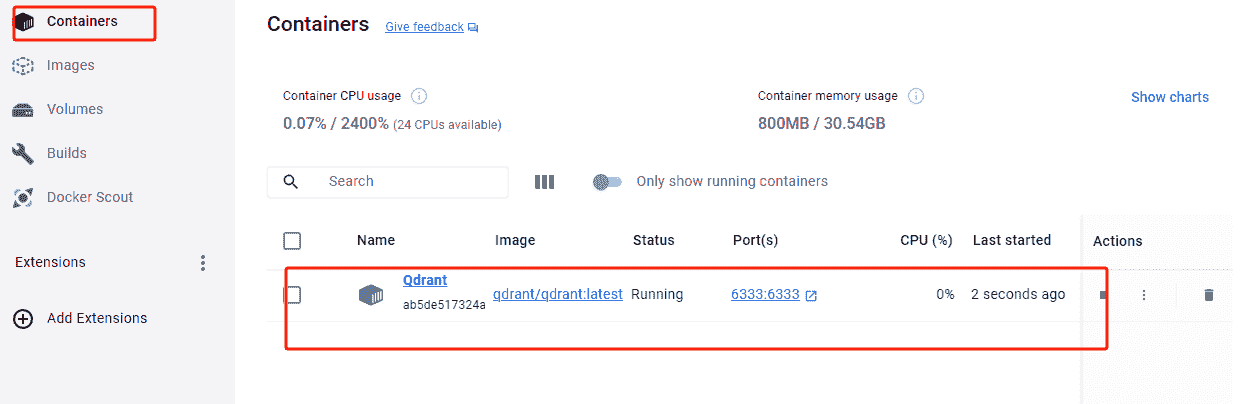 Containers
Images
Volumes
Builds
Docker Scout
Extensions
Add Extensions
Containers Give feedback
Container CPU usage
0.07% / 2400% (24 CPUs available)
Container memory usage
800MB / 30.54GB
Show charts
Search
Only show running containers
Name Image Status Port(s) CPU (%) Last started Actions
Qdrant
ab5de517324a
qdrant/qdrant:latest Running 6333:6333 0% 2 seconds ago